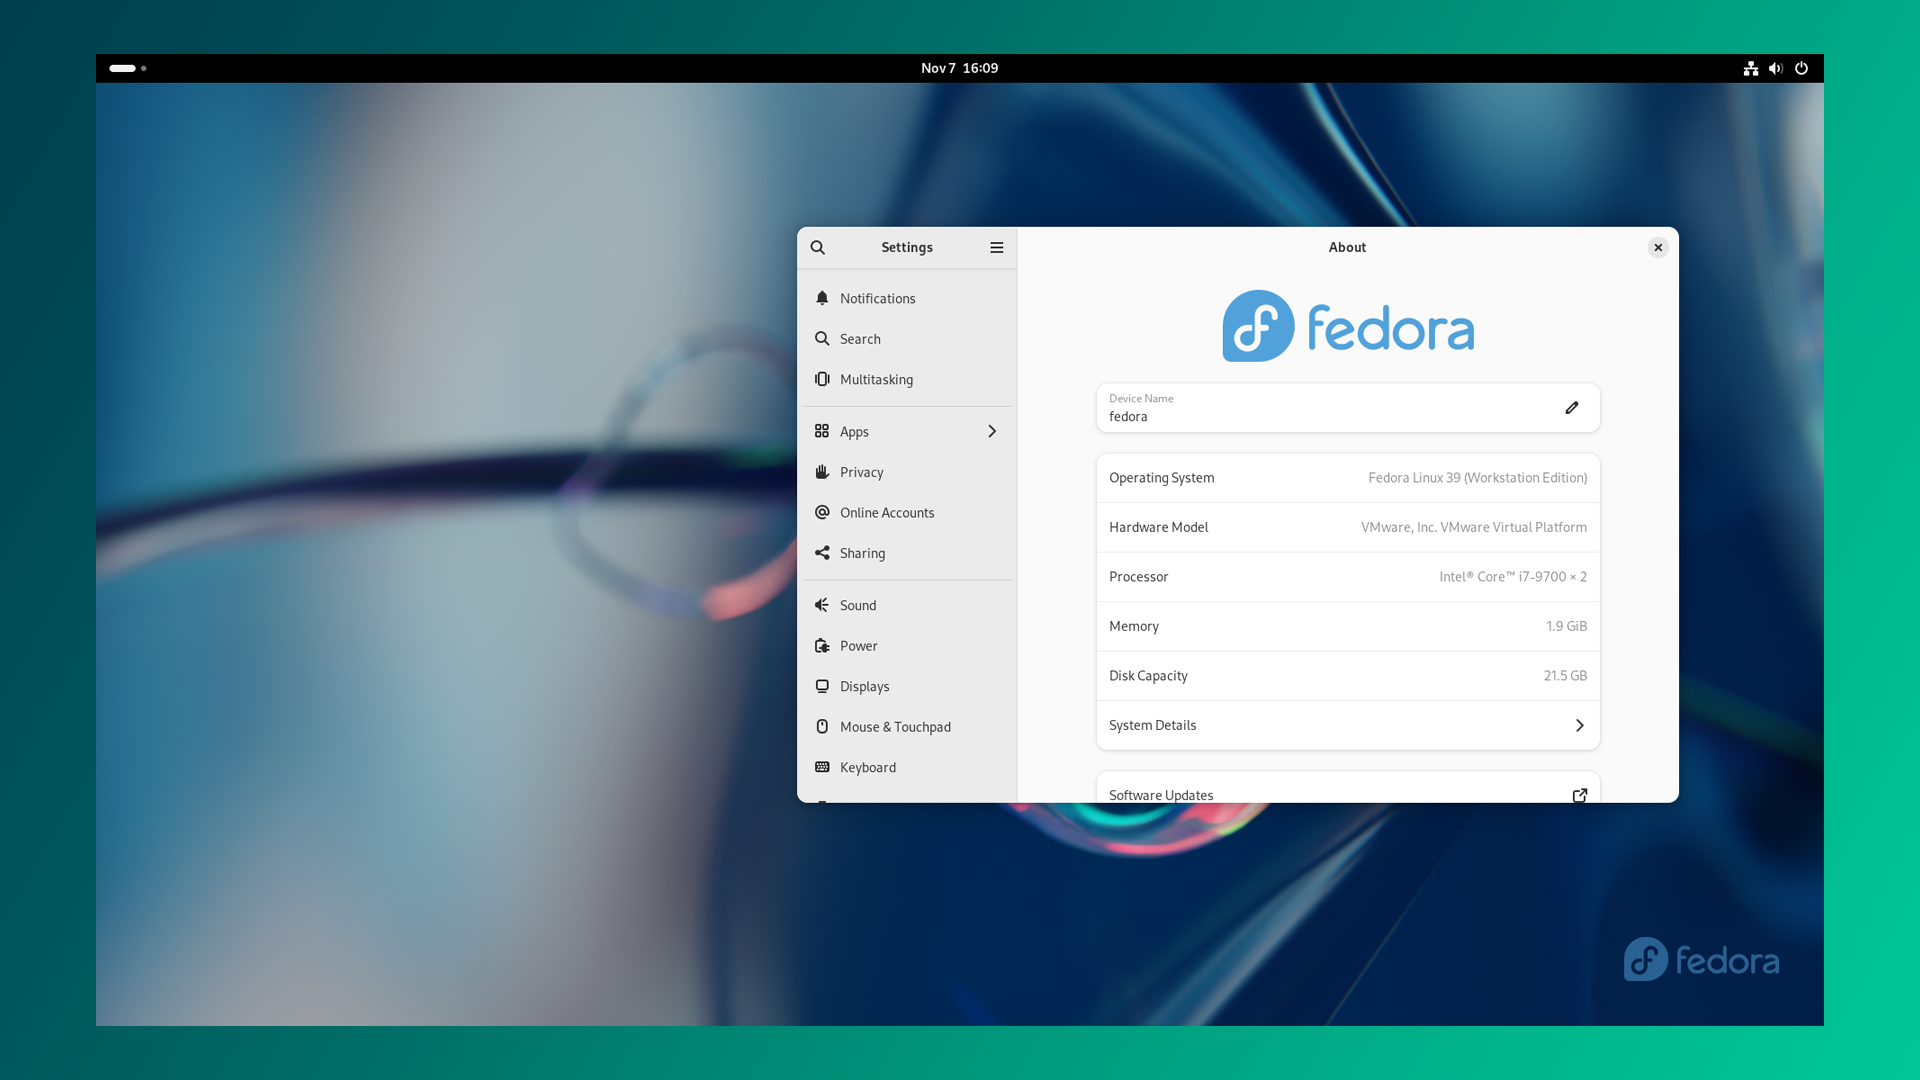 Nov 7 16:09
Settings
About
Notifications
Search
Multitasking
Apps
Privacy
Online Accounts
Sharing
Sound
Power
Displays
Mouse & Touchpad
Keyboard
fedora
Device Name
fedora
Operating System Fedora Linux 39 (Workstation Edition)
Hardware Model VMware, Inc. VMware Virtual Platform
Processor Intel® Core™ i7-9700 × 2
Memory 1.9 GiB
Disk Capacity 21.5 GB
System Details
Software Updates
fedora